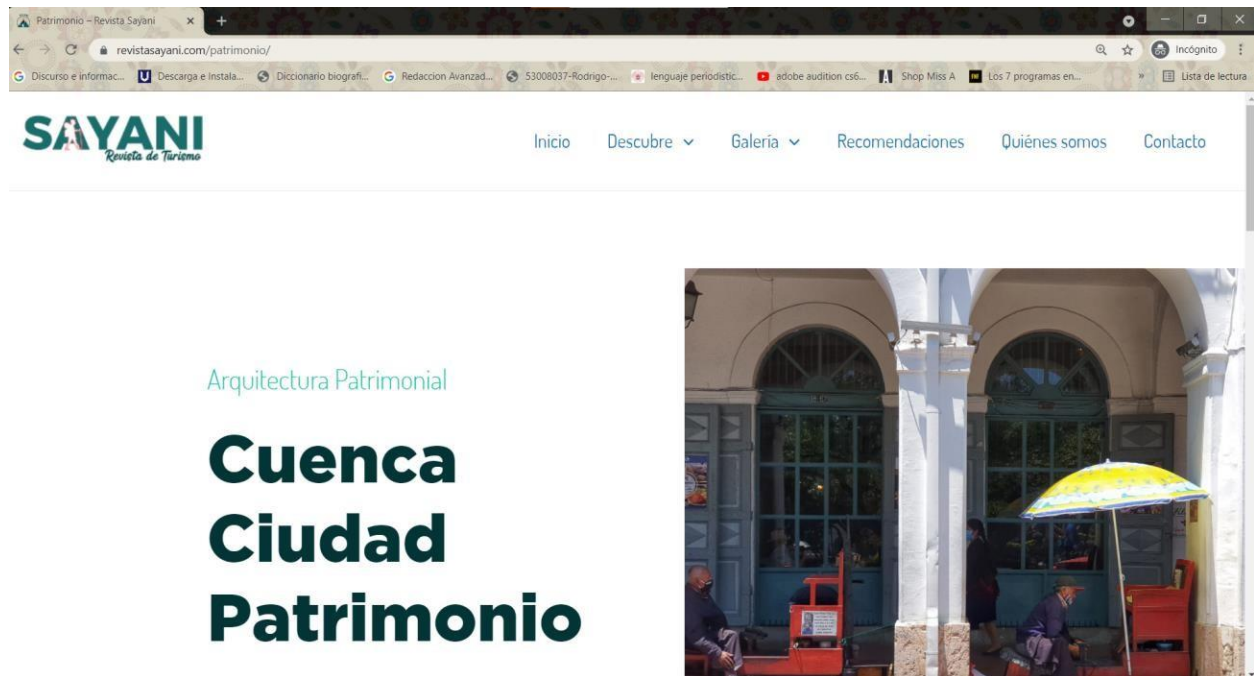 Patrimonio – Revista Sayani
revistasayani.com/patrimonio/
Incógnito
Discurso e informac...
Descarga e Instala...
Diccionario biografi...
Redaccion Avanzad...
53008037-Rodrigo-...
lenguaje periodistic...
adobe audition cs6...
Shop Miss A
Los 7 programas en...
»
Lista de lectura
SAYANI
Revista de Turismo
Inicio
Descubre
Galería
Recomendaciones
Quiénes somos
Contacto
Arquitectura Patrimonial
Cuenca
Ciudad
Patrimonio